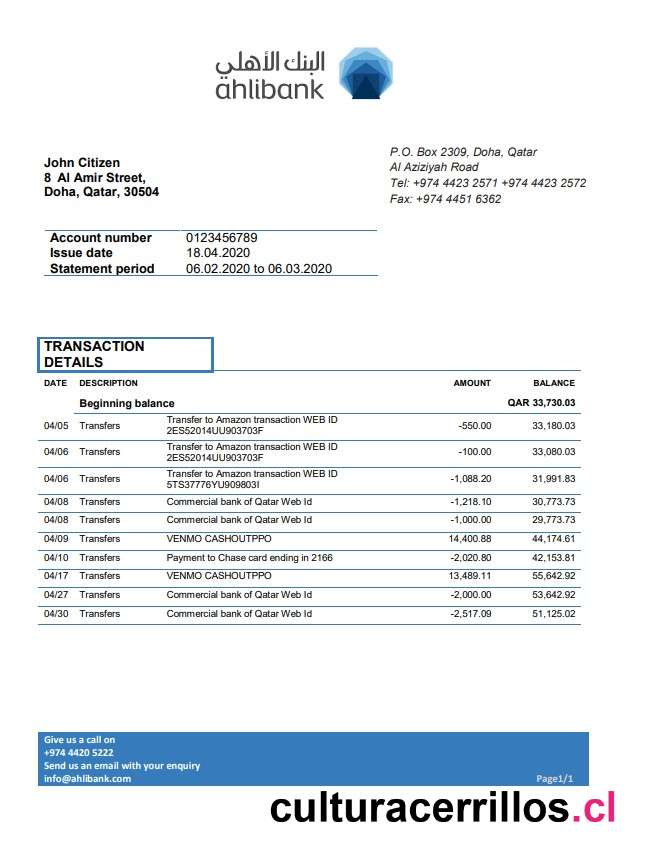 البنك الأهلي
ahlibank
John Citizen
8 Al Amir Street,
Doha, Qatar, 30504
P.O. Box 2309, Doha, Qatar
Al Aziziyah Road
Tel: +974 4423 2571 +974 4423 2572
Fax: +974 4451 6362
Account number 0123456789
Issue date 18.04.2020
Statement period 06.02.2020 to 06.03.2020
TRANSACTION
DETAILS
DATE DESCRIPTION AMOUNT BALANCE
Beginning balance QAR 33,730.03
04/05 Transfers Transfer to Amazon transaction WEB ID
2ES52014UU903703F -550.00 33,180.03
04/06 Transfers Transfer to Amazon transaction WEB ID
2ES52014UU903703F -100.00 33,080.03
04/06 Transfers Transfer to Amazon transaction WEB ID
5TS37776YU909803I -1,088.20 31,991.83
04/08 Transfers Commercial bank of Qatar Web Id -1,218.10 30,773.73
04/08 Transfers Commercial bank of Qatar Web Id -1,000.00 29,773.73
04/09 Transfers VENMO CASHOUTPPO 14,400.88 44,174.61
04/10 Transfers Payment to Chase card ending in 2166 -2,020.80 42,153.81
04/17 Transfers VENMO CASHOUTPPO 13,489.11 55,642.92
04/27 Transfers Commercial bank of Qatar Web Id -2,000.00 53,642.92
04/30 Transfers Commercial bank of Qatar Web Id -2,517.09 51,125.02
Give us a call on
+974 4420 5222
Send us an email with your enquiry
info@ahlibank.com Page1/1
culturacerrillos.cl